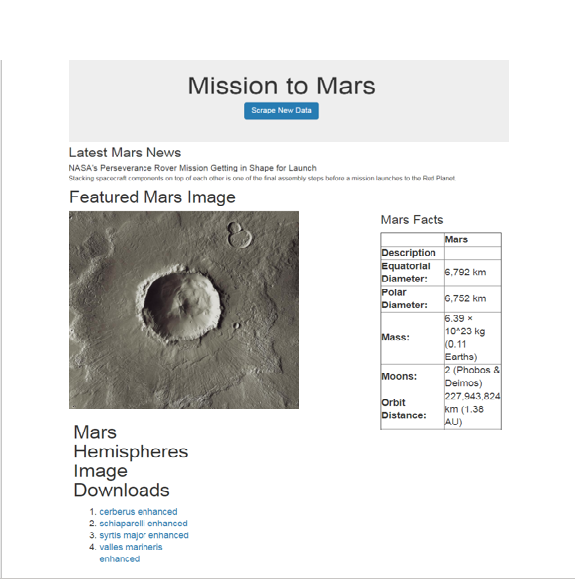 Mission to Mars
Scrape New Data
Latest Mars News
NASA's Perseverance Rover Mission Getting in Shape for Launch
Stacking spacecraft components on top of each other is one of the final assembly steps before a mission launches to the Red Planet.
Featured Mars Image
Mars Facts
Mars
Description
Equatorial
Diameter:
6,792 km
Polar
Diameter:
6,752 km
Mass:
6.39 ×
10^23 kg
(0.11
Earths)
Moons:
2 (Phobos &
Deimos)
Orbit
Distance:
227,943,824
km (1.38
AU)
Mars
Hemispheres
Image
Downloads
1. cerberus enhanced
2. schiaparelli enhanced
3. syrtis major enhanced
4. valles marineris
enhanced